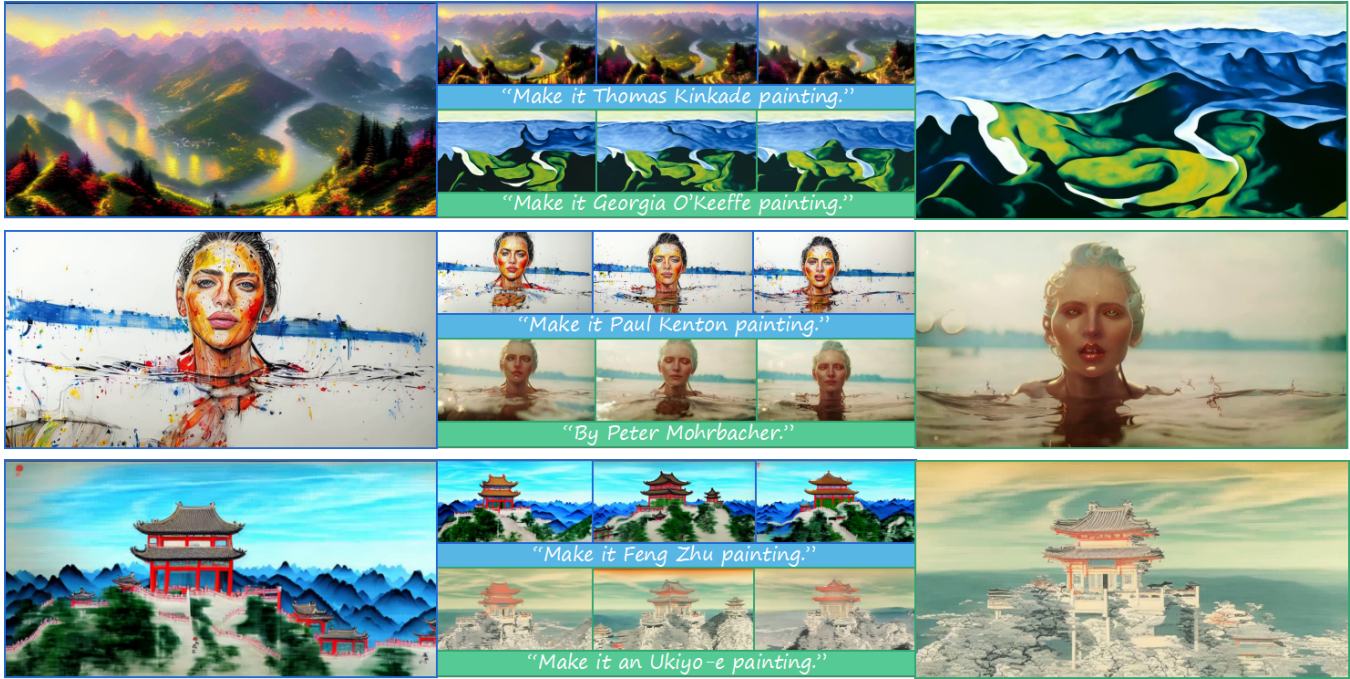 “Make it Thomas Kinkade painting.”
“Make it Georgia O’Keeffe painting.”
“Make it Paul Kenton painting.”
“By Peter Mohrbacher.”
“Make it Feng Zhu painting.”
“Make it an Ukiyo-e painting.”